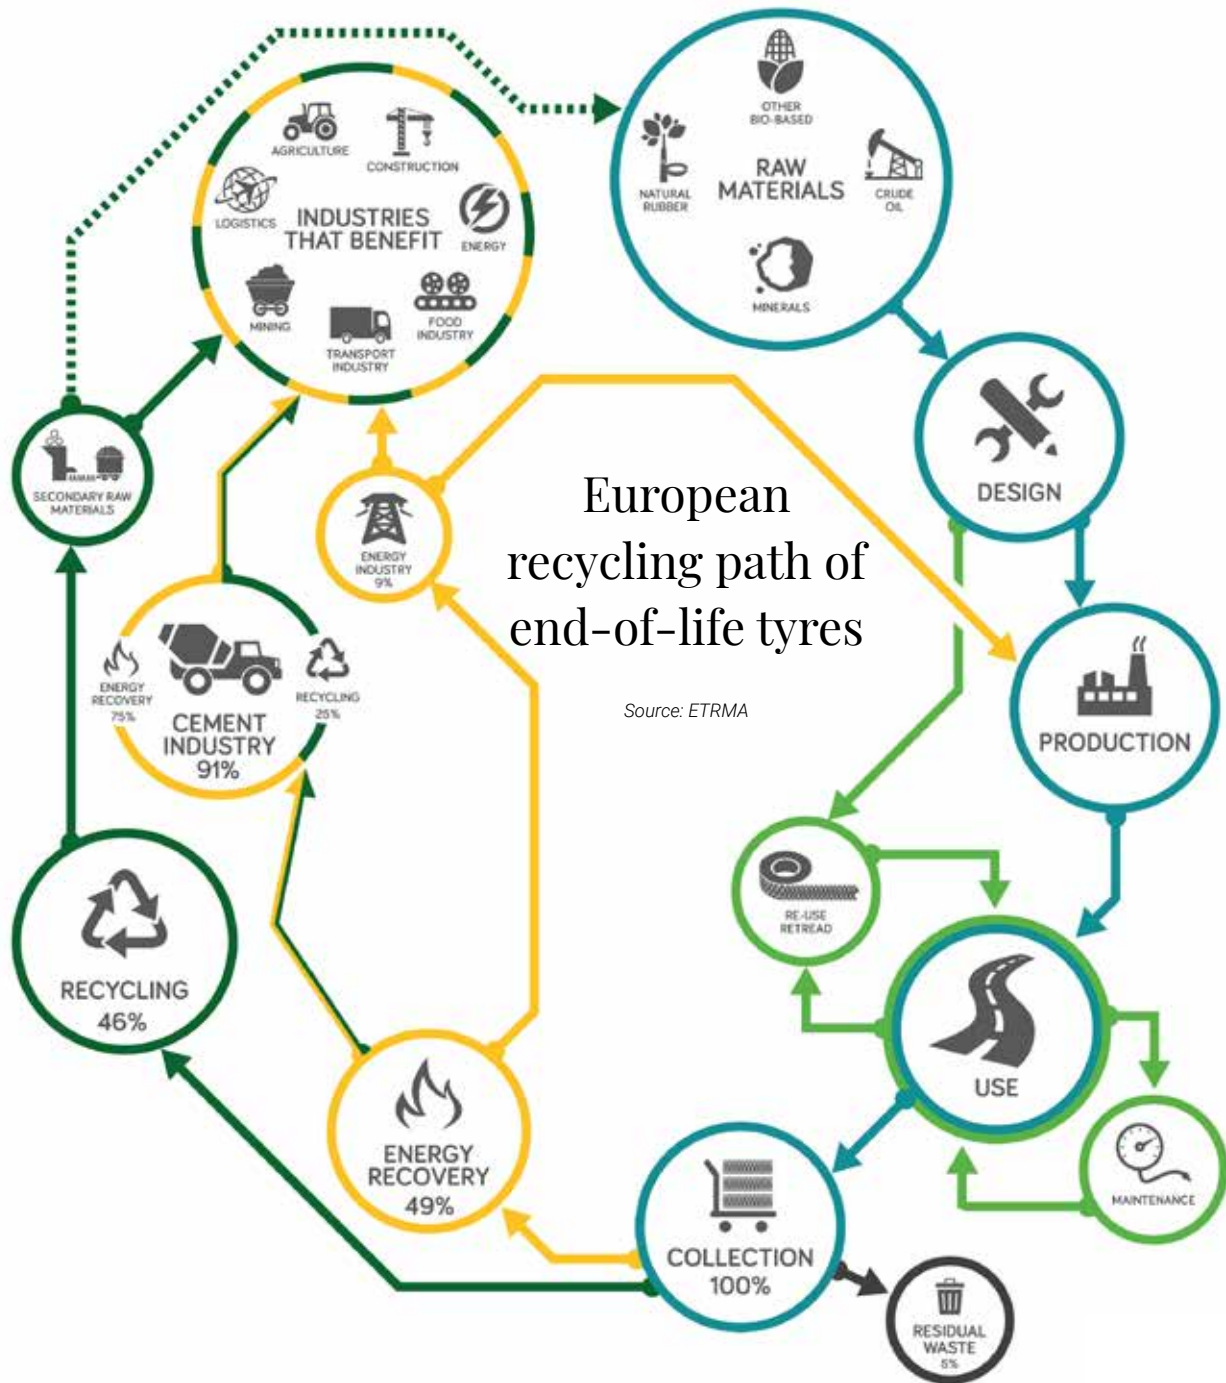 OTHER
BIO-BASED
NATURAL
RUBBER
RAW
MATERIALS
CRUDE
OIL
MINERALS
AGRICULTURE
CONSTRUCTION
LOGISTICS
INDUSTRIES
THAT BENEFIT
ENERGY
MINING
FOOD
INDUSTRY
TRANSPORT
INDUSTRY
DESIGN
SECONDARY RAW
MATERIALS
ENERGY
INDUSTRY
9%
European
recycling path of
end-of-life tyres
Source: ETRMA
ENERGY
RECOVERY
75%
RECYCLING
25%
CEMENT
INDUSTRY
91%
PRODUCTION
RE-USE
RETREAD
RECYCLING
46%
USE
ENERGY
RECOVERY
49%
MAINTENANCE
COLLECTION
100%
RESIDUAL
WASTE
5%